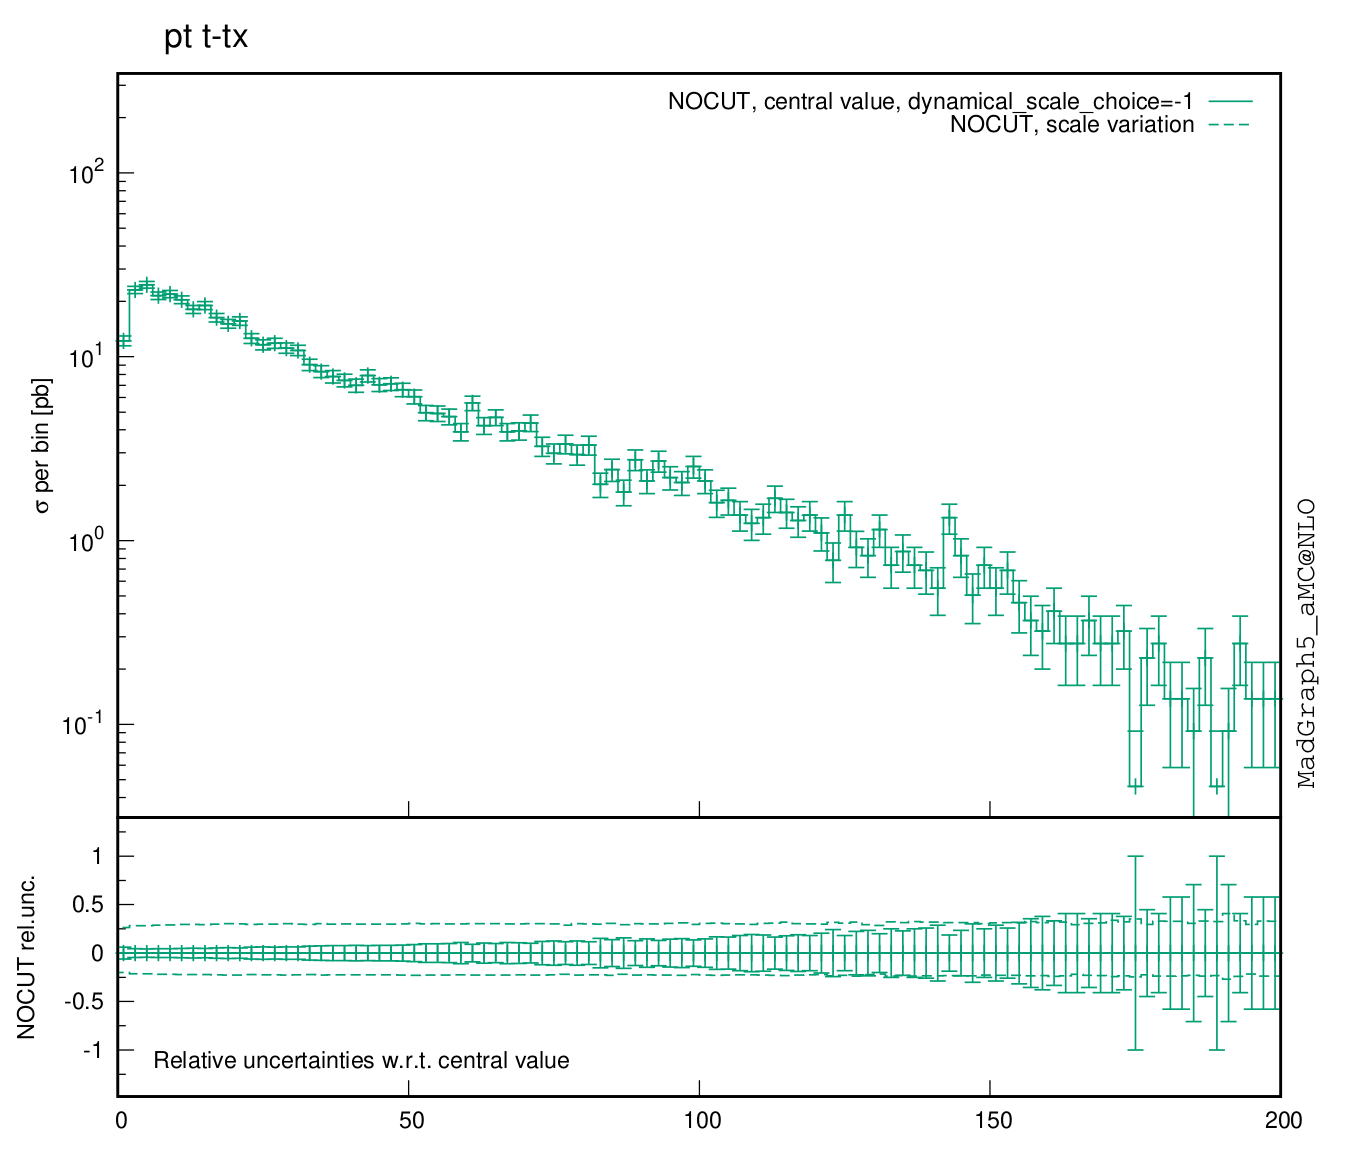 pt t-tx
NOCUT, central value, dynamical_scale_choice=-1
NOCUT, scale variation
10^2
10^1
10^0
10^-1
σ per bin [pb]
MadGraph5_aMC@NLO
1
0.5
0
-0.5
-1
NOCUT rel.unc.
Relative uncertainties w.r.t. central value
0 50 100 150 200